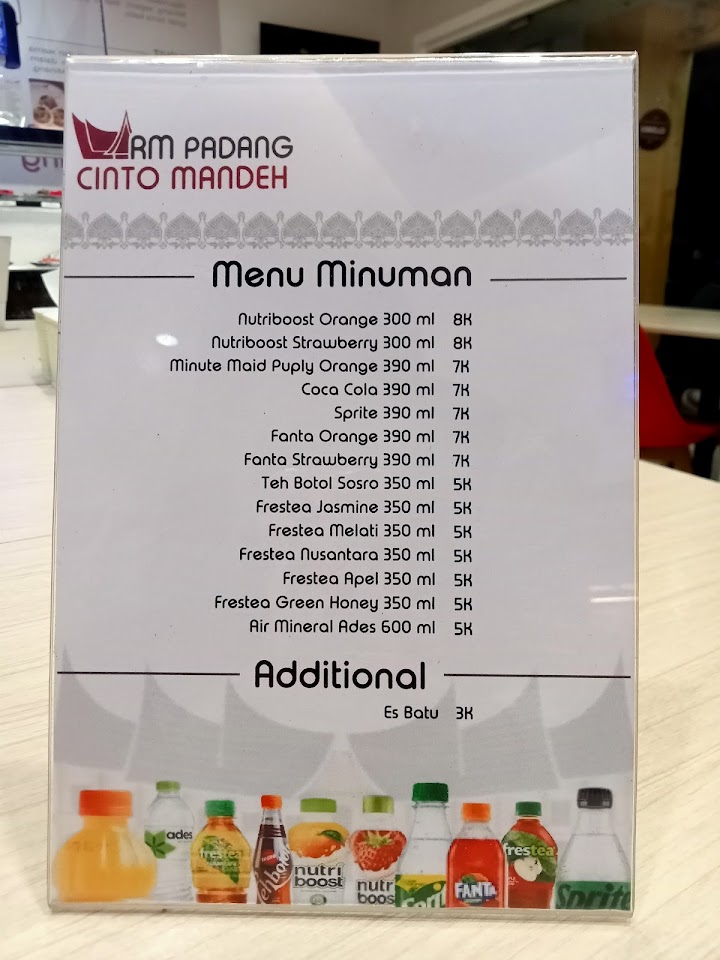 RM PADANG
CINTO MANDEH
Menu Minuman
Nutriboost Orange 300 ml 8K
Nutriboost Strawberry 300 ml 8K
Minute Maid Puply Orange 390 ml 7K
Coca Cola 390 ml 7K
Sprite 390 ml 7K
Fanta Orange 390 ml 7K
Fanta Strawberry 390 ml 7K
Teh Botol Sosro 350 ml 5K
Frestea Jasmine 350 ml 5K
Frestea Melati 350 ml 5K
Frestea Nusantara 350 ml 5K
Frestea Apel 350 ml 5K
Frestea Green Honey 350 ml 5K
Air Mineral Ades 600 ml 5K
Additional
Es Batu 3K
ades
frestea
nutri
boost
nutri
boos
FANTA
frestea
Sprite